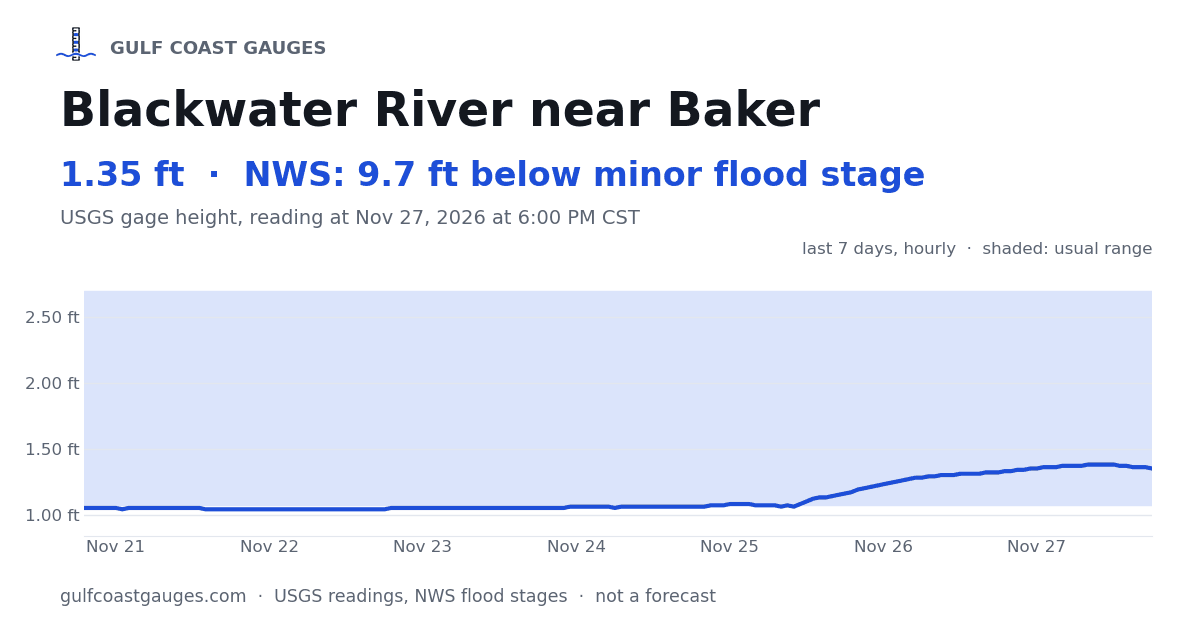 GULF COAST GAUGES
Blackwater River near Baker
1.35 ft · NWS: 9.7 ft below minor flood stage
USGS gage height, reading at Nov 27, 2026 at 6:00 PM CST
last 7 days, hourly · shaded: usual range
2.50 ft
2.00 ft
1.50 ft
1.00 ft
Nov 21 Nov 22 Nov 23 Nov 24 Nov 25 Nov 26 Nov 27
gulfcoastgauges.com · USGS readings, NWS flood stages · not a forecast